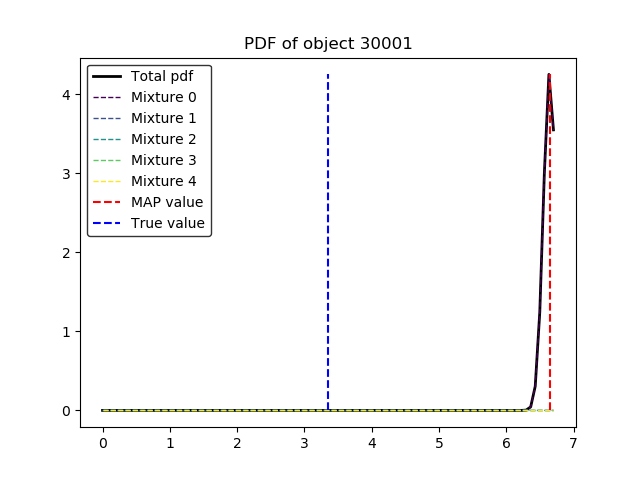 PDF of object 30001
Total pdf
Mixture 0
Mixture 1
Mixture 2
Mixture 3
Mixture 4
MAP value
True value
4
3
2
1
0
0 1 2 3 4 5 6 7